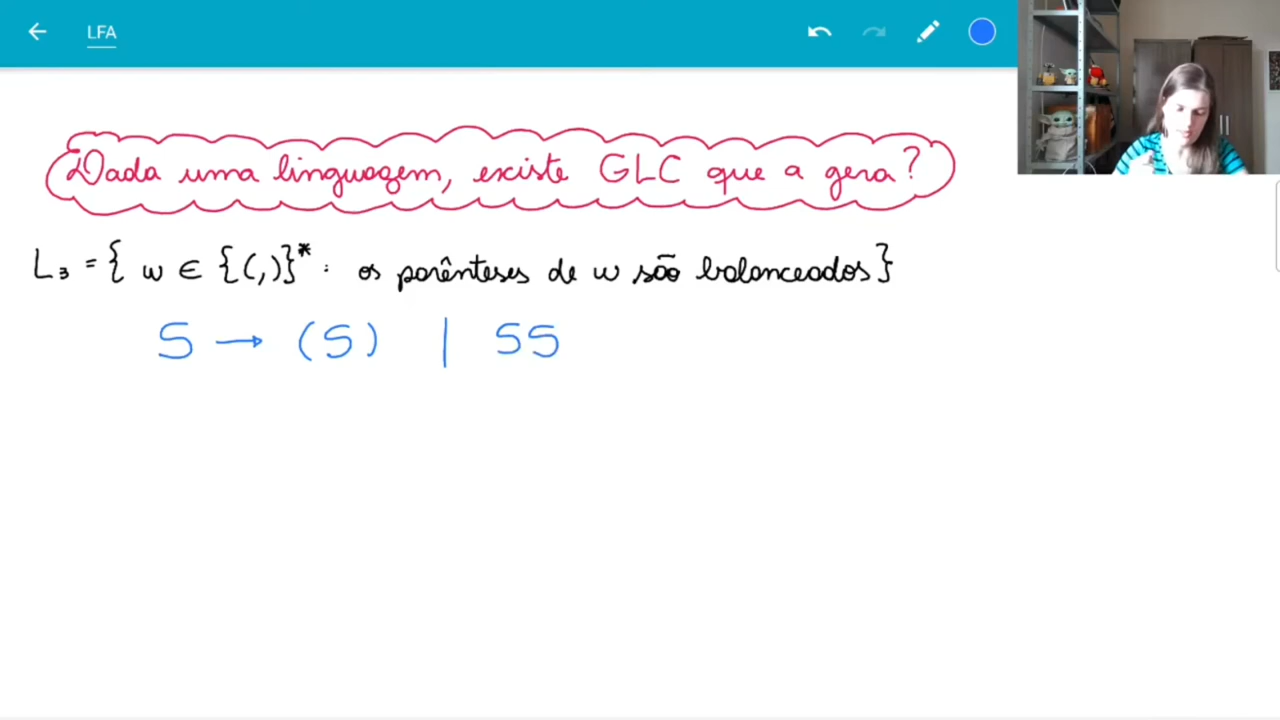 LFA
Dada uma linguagem, existe GLC que a gera?
L₃ = { w ∈ {(,)}* : os parênteses de w são balanceados}
S → (S) | SS